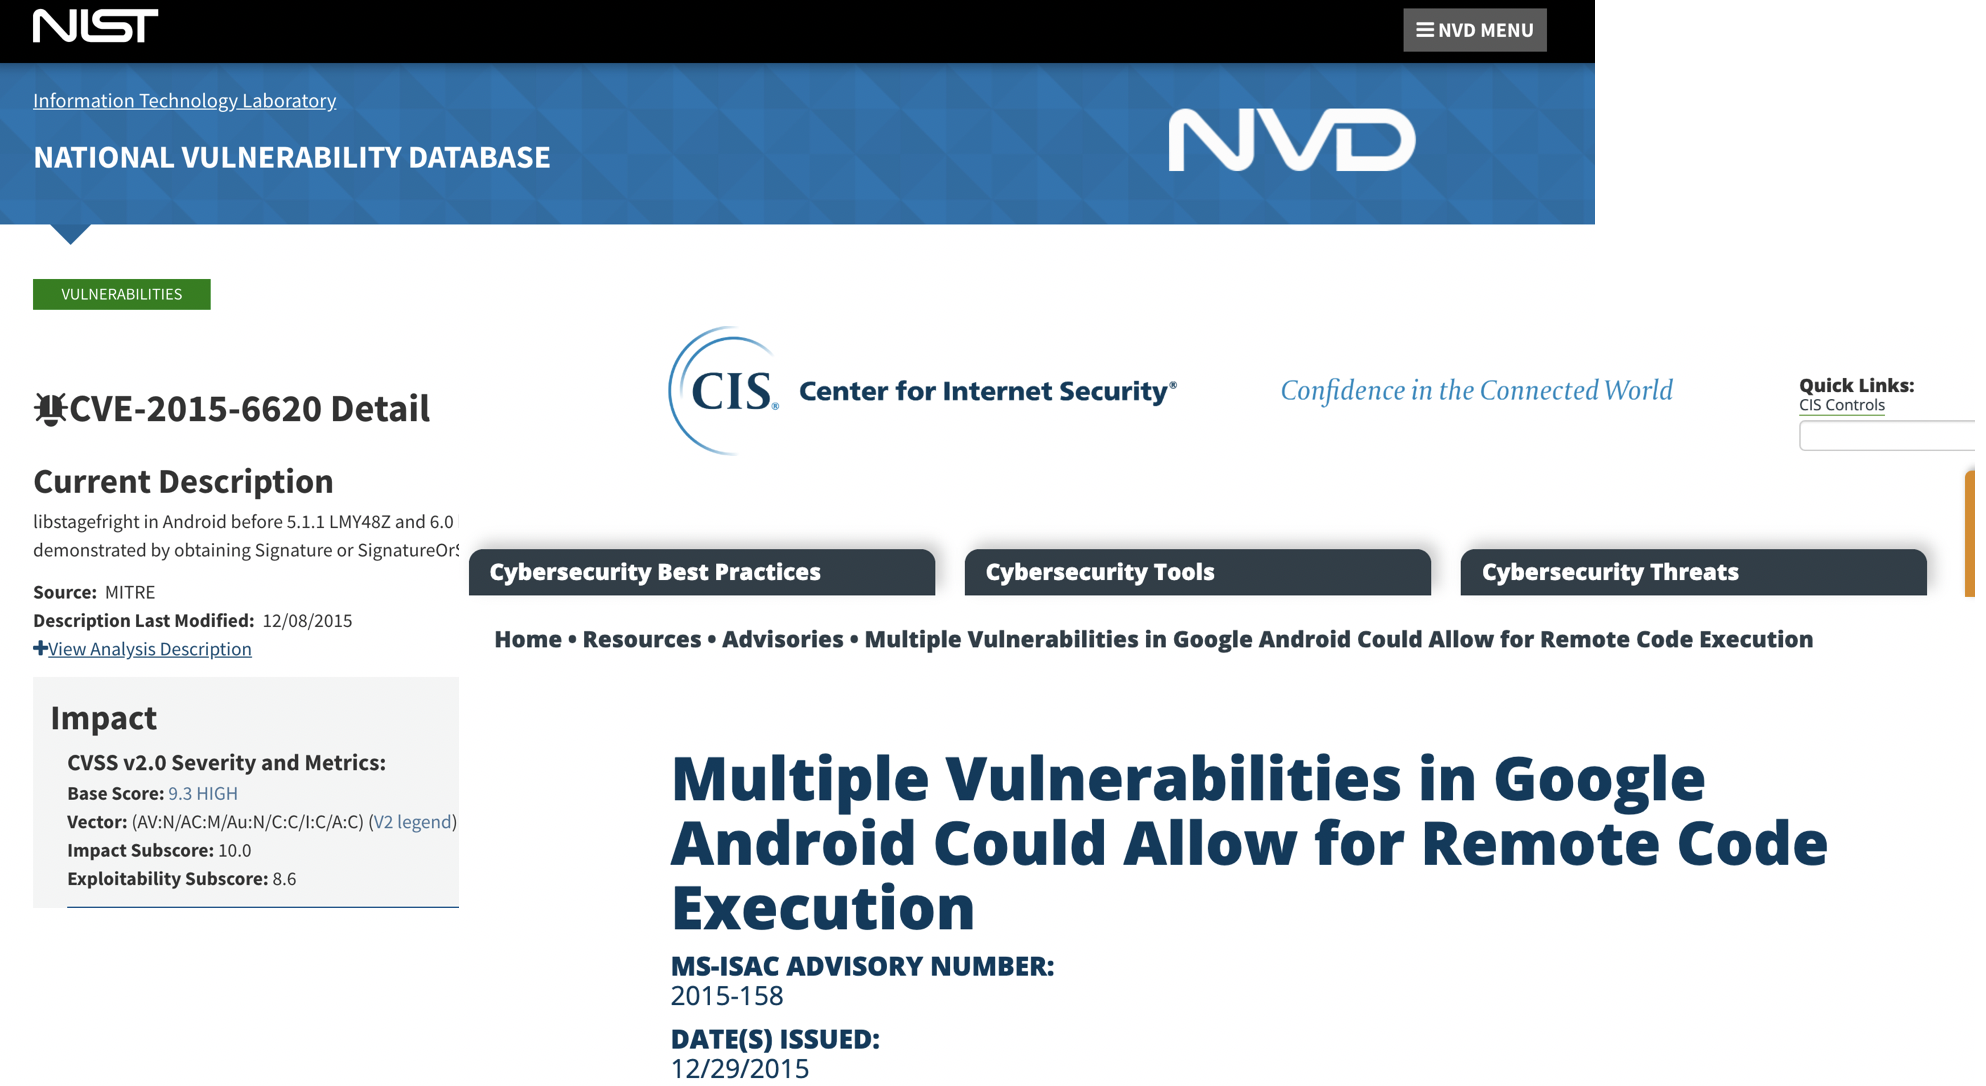 NIST
NVD MENU
Information Technology Laboratory
NATIONAL VULNERABILITY DATABASE
NVD
VULNERABILITIES
CVE-2015-6620 Detail
Current Description
libstagefright in Android before 5.1.1 LMY48Z and 6.0
demonstrated by obtaining Signature or SignatureOrS
Source: MITRE
Description Last Modified: 12/08/2015
View Analysis Description
Impact
CVSS v2.0 Severity and Metrics:
Base Score: 9.3 HIGH
Vector: (AV:N/AC:M/Au:N/C:C/I:C/A:C) (V2 legend)
Impact Subscore: 10.0
Exploitability Subscore: 8.6
CIS® Center for Internet Security®
Confidence in the Connected World
Quick Links:
CIS Controls
Cybersecurity Best Practices
Cybersecurity Tools
Cybersecurity Threats
Home • Resources • Advisories • Multiple Vulnerabilities in Google Android Could Allow for Remote Code Execution
Multiple Vulnerabilities in Google
Android Could Allow for Remote Code
Execution
MS-ISAC ADVISORY NUMBER:
2015-158
DATE(S) ISSUED:
12/29/2015